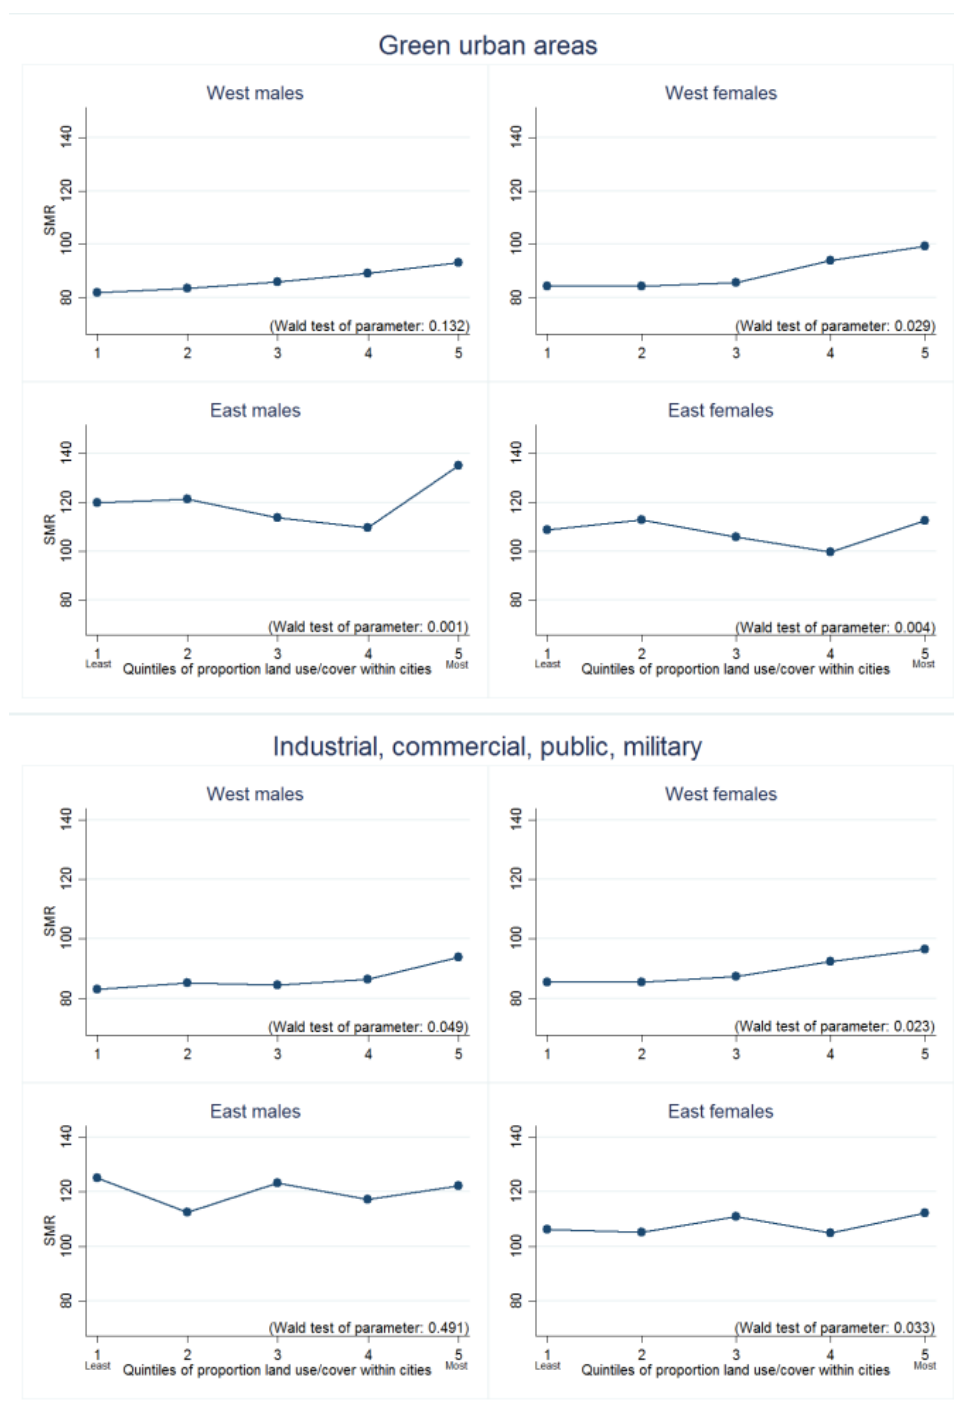 Green urban areas
West males
West females
SMR
140
120
100
80
140
120
100
80
(Wald test of parameter: 0.132)
(Wald test of parameter: 0.029)
1 2 3 4 5
1 2 3 4 5
East males
East females
SMR
140
120
100
80
140
120
100
80
(Wald test of parameter: 0.001)
(Wald test of parameter: 0.004)
1 2 3 4 5
1 2 3 4 5
Least Quintiles of proportion land use/cover within cities Most
Least Quintiles of proportion land use/cover within cities Most
Industrial, commercial, public, military
West males
West females
SMR
140
120
100
80
140
120
100
80
(Wald test of parameter: 0.049)
(Wald test of parameter: 0.023)
1 2 3 4 5
1 2 3 4 5
East males
East females
SMR
140
120
100
80
140
120
100
80
(Wald test of parameter: 0.491)
(Wald test of parameter: 0.033)
1 2 3 4 5
1 2 3 4 5
Least Quintiles of proportion land use/cover within cities Most
Least Quintiles of proportion land use/cover within cities Most